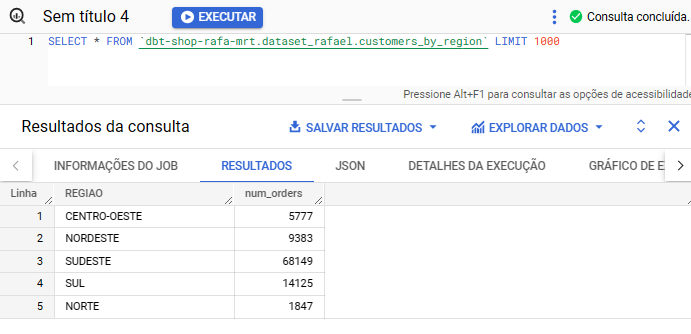 Sem título 4
EXECUTAR
Consulta concluída.
1 SELECT * FROM `dbt-shop-rafa-mrt.dataset_rafael.customers_by_region` LIMIT 1000
Pressione Alt+F1 para consultar as opções de acessibilidade
Resultados da consulta
SALVAR RESULTADOS
EXPLORAR DADOS
INFORMAÇÕES DO JOB
RESULTADOS
JSON
DETALHES DA EXECUÇÃO
GRÁFICO DE E
Linha REGIAO num_orders
1 CENTRO-OESTE 5777
2 NORDESTE 9383
3 SUDESTE 68149
4 SUL 14125
5 NORTE 1847